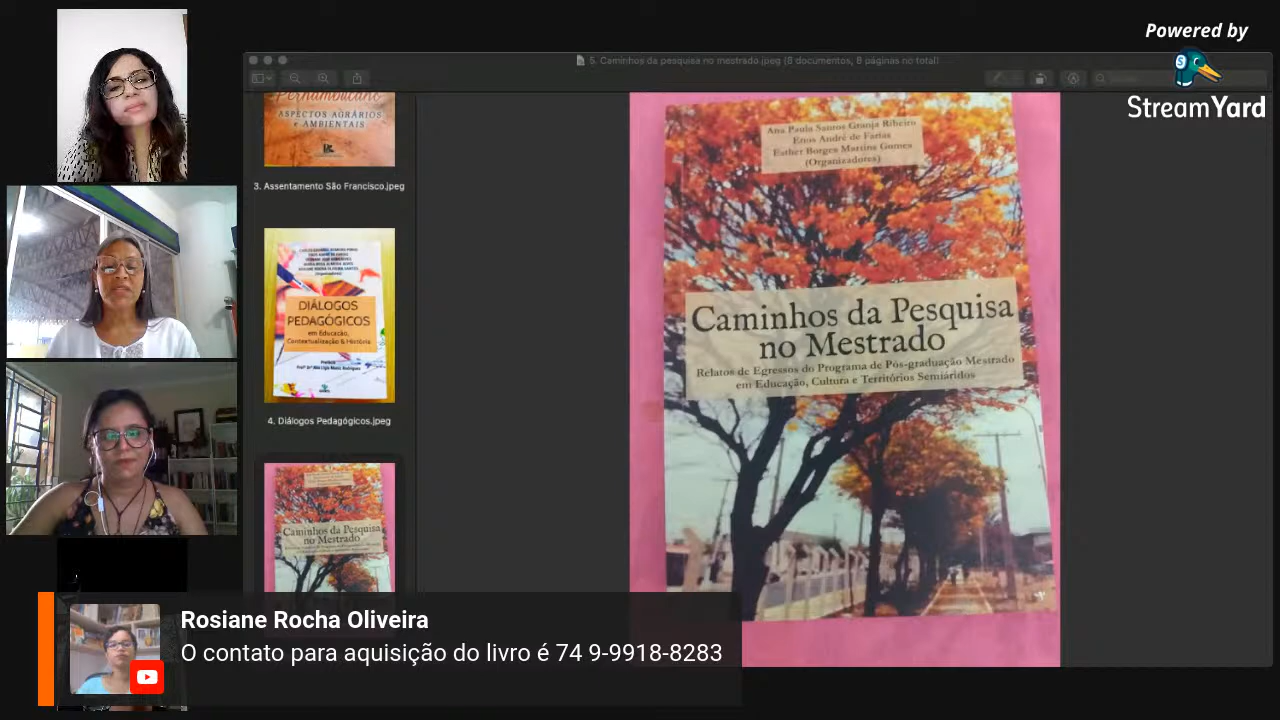 Powered by
StreamYard
5. Caminhos da pesquisa no mestrado.jpeg (8 documentos, 8 páginas no total)
Pernambucano
ASPECTOS AGRÁRIOS
e AMBIENTAIS
3. Assentamento São Francisco.jpeg
DIÁLOGOS
PEDAGÓGICOS
em Educação,
Contextualização & História
4. Diálogos Pedagógicos.jpeg
Caminhos da Pesquisa
no Mestrado
Ana Paula Santos Granja Ribeiro
Enos André de Farias
Esther Borges Martins Gomes
(Organizadores)
Caminhos da Pesquisa
no Mestrado
Relatos de Egressos do Programa de Pós-graduação Mestrado
em Educação, Cultura e Territórios Semiáridos
Rosiane Rocha Oliveira
O contato para aquisição do livro é 74 9-9918-8283